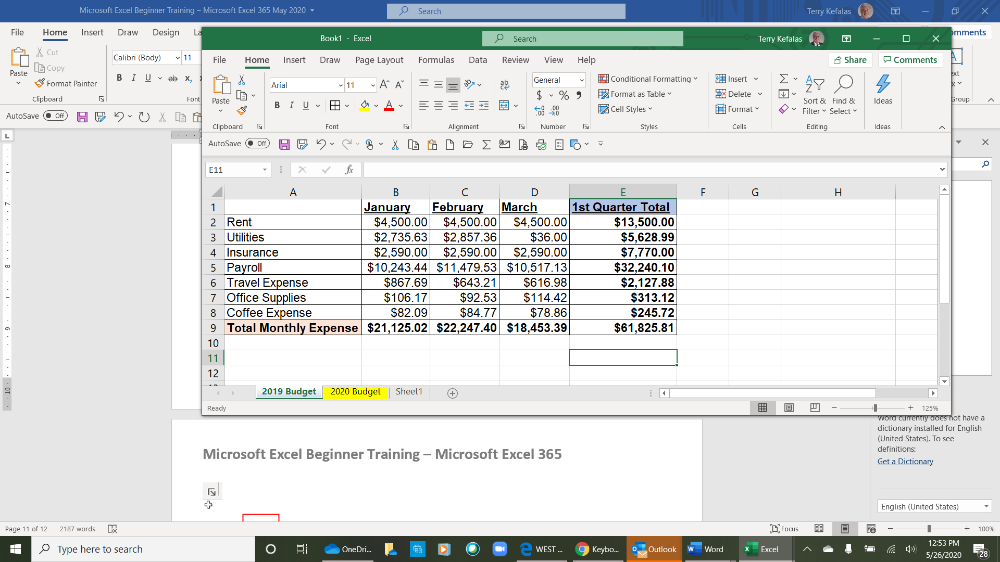 Microsoft Excel Beginner Training – Microsoft Excel 365 May 2020
Search
Terry Kefalas
File Home Insert Draw Design La
omments
Paste
Cut
Copy
Format Painter
Clipboard
Calibri (Body) 11
B I U ab x2
Font
ext
x
Group
AutoSave Off
Book1 - Excel
Search
Terry Kefalas
File Home Insert Draw Page Layout Formulas Data Review View Help
Share Comments
Paste
Clipboard
Arial 11 A A
B I U A
Font
ab
Alignment
General
$ % 9
.00
Number
Conditional Formatting
Format as Table
Cell Styles
Styles
Insert
Delete
Format
Cells
Sort & Filter
Find & Select
Editing
Ideas
Ideas
AutoSave Off
E11 fx
A B C D E F G H
1 January February March 1st Quarter Total
2 Rent $4,500.00 $4,500.00 $4,500.00 $13,500.00
3 Utilities $2,735.63 $2,857.36 $36.00 $5,628.99
4 Insurance $2,590.00 $2,590.00 $2,590.00 $7,770.00
5 Payroll $10,243.44 $11,479.53 $10,517.13 $32,240.10
6 Travel Expense $867.69 $643.21 $616.98 $2,127.88
7 Office Supplies $106.17 $92.53 $114.42 $313.12
8 Coffee Expense $82.09 $84.77 $78.86 $245.72
9 Total Monthly Expense $21,125.02 $22,247.40 $18,453.39 $61,825.81
10
11
12
2019 Budget 2020 Budget Sheet1
Ready 125%
7
8
9
10
Word currently does not have a
dictionary installed for English
(United States). To see
definitions:
Get a Dictionary
English (United States)
Microsoft Excel Beginner Training – Microsoft Excel 365
Page 11 of 12 2187 words Focus 100%
Type here to search
OneDri...
WEST ...
Keybo...
Outlook
Word
Excel
12:53 PM
5/26/2020
28